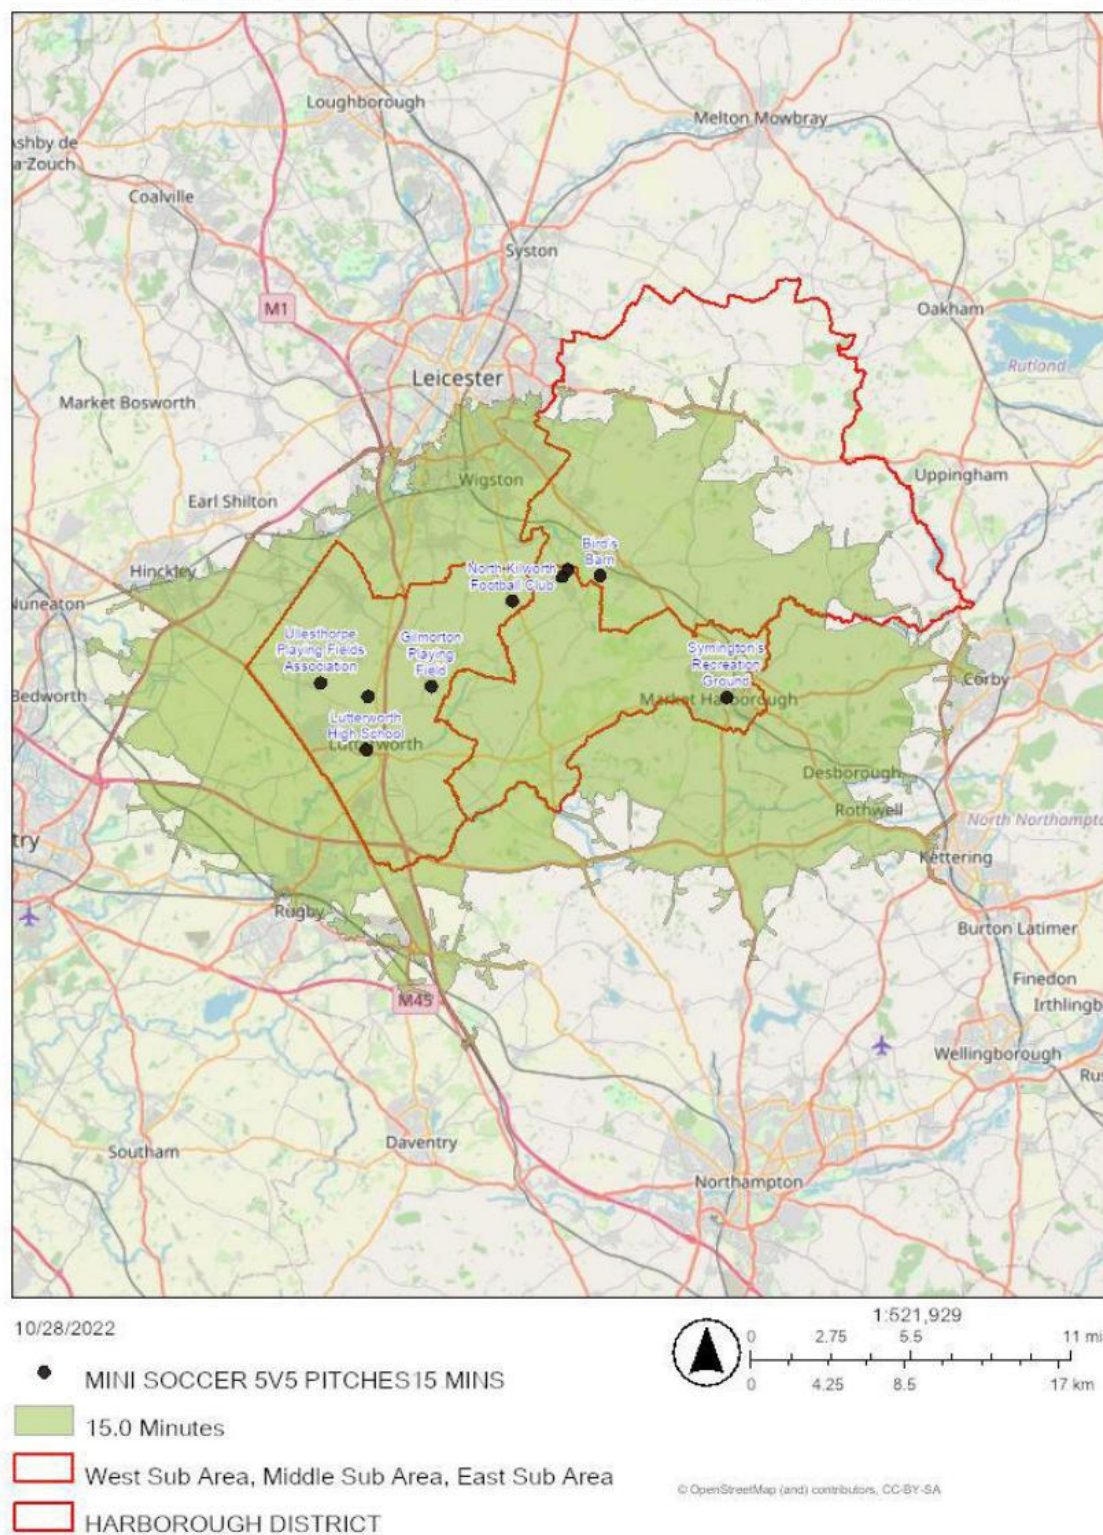 Loughborough
Melton Mowbray
Ashby de
la-Zouch
Coalville
Syston
M1
Oakham
Rutland
Leicester
Market Bosworth
Wigston
Uppingham
Earl Shilton
Bird's
Barn
Hinckley
North Kilworth
Football Club
Nuneaton
Ullesthorpe
Playing Fields
Association
Gilmorton
Playing
Field
Symington's
Recreation
Ground
Corby
Bedworth
Market Harborough
Lutterworth
High School
Lutterworth
Desborough
Rothwell
North Northampto
try
Kettering
Rugby
Burton Latimer
Finedon
M45
Irthlingb
Wellingborough
Rus
Daventry
Southam
Northampton
10/28/2022
1:521,929
0 2.75 5.5 11 mi
0 4.25 8.5 17 km
MINI SOCCER 5V5 PITCHES15 MINS
15.0 Minutes
West Sub Area, Middle Sub Area, East Sub Area
© OpenStreetMap (and) contributors, CC-BY-SA
HARBOROUGH DISTRICT